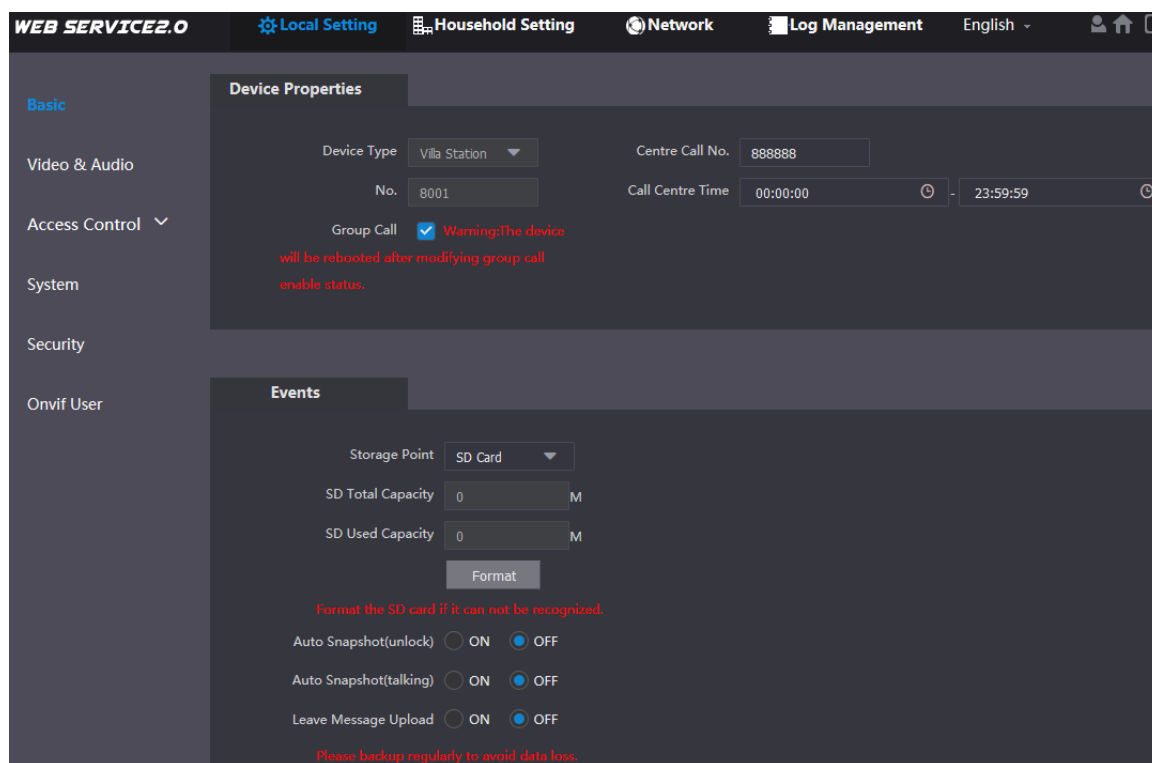 WEB SERVICE2.0 Local Setting Household Setting Network Log Management English
Basic
Video & Audio
Access Control
System
Security
Onvif User
Device Properties
Device Type Villa Station Centre Call No. 888888
No. 8001 Call Centre Time 00:00:00 - 23:59:59
Group Call Warning:The device
will be rebooted after modifying group call
enable status.
Events
Storage Point SD Card
SD Total Capacity 0 M
SD Used Capacity 0 M
Format
Format the SD card if it can not be recognized.
Auto Snapshot(unlock) ON OFF
Auto Snapshot(talking) ON OFF
Leave Message Upload ON OFF
Please backup regularly to avoid data loss.